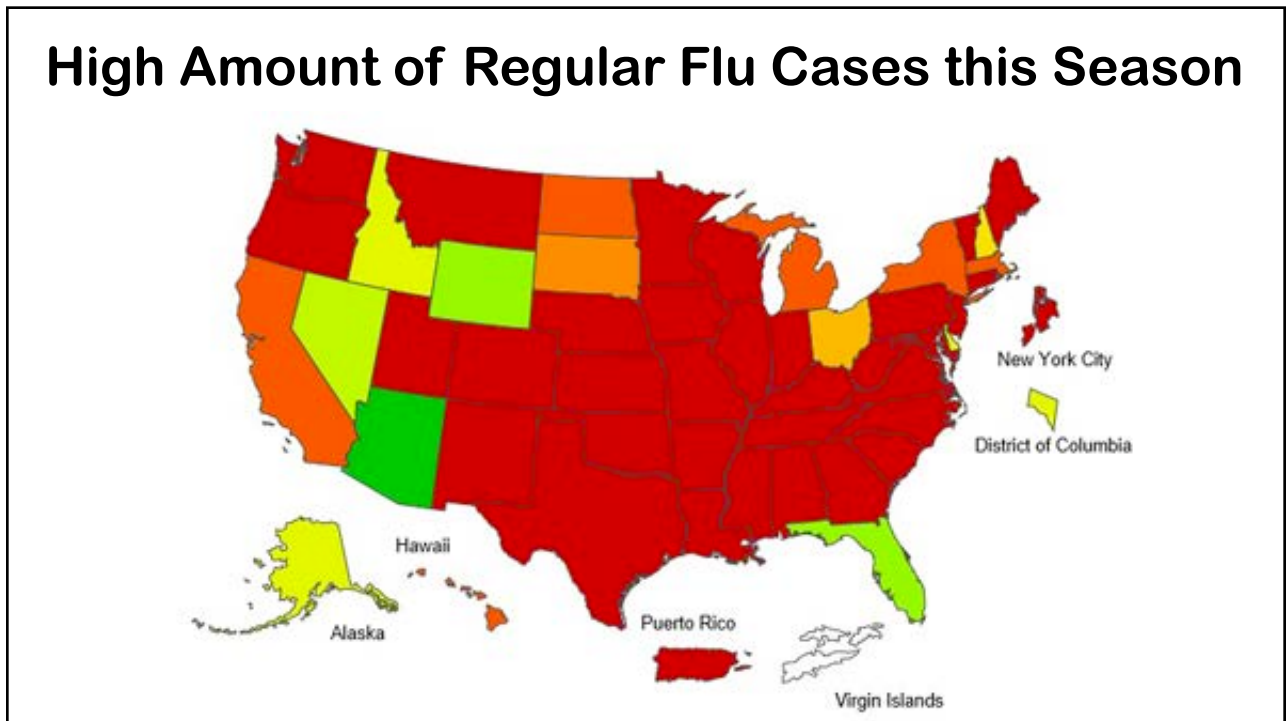 High Amount of Regular Flu Cases this Season
New York City
District of Columbia
Hawaii
Alaska
Puerto Rico
Virgin Islands